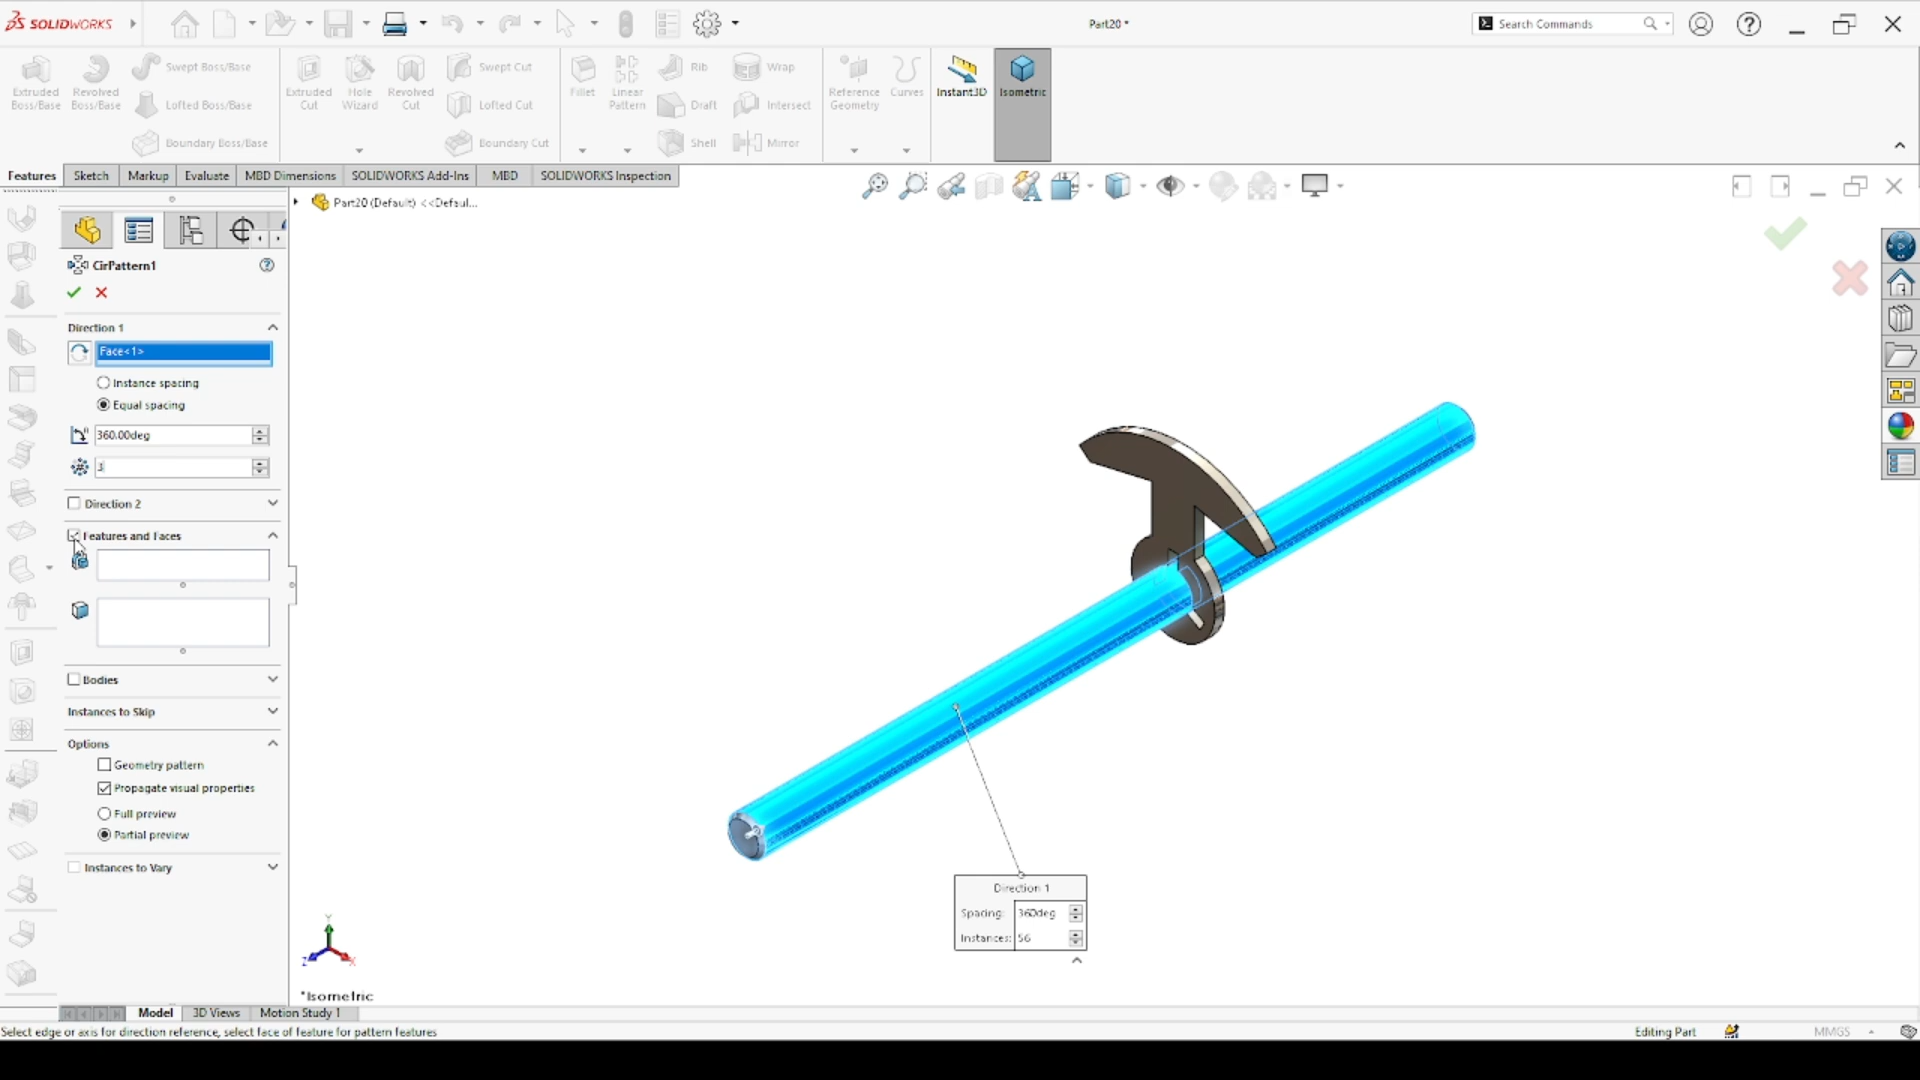 SOLIDWORKS
Part20 *
Search Commands
Extruded Boss/Base
Revolved Boss/Base
Swept Boss/Base
Lofted Boss/Base
Boundary Boss/Base
Extruded Cut
Hole Wizard
Revolved Cut
Swept Cut
Lofted Cut
Boundary Cut
Fillet
Linear Pattern
Rib
Draft
Shell
Wrap
Intersect
Mirror
Reference Geometry
Curves
Instant3D
Isometric
Features
Sketch
Markup
Evaluate
MBD Dimensions
SOLIDWORKS Add-Ins
MBD
SOLIDWORKS Inspection
Part20 (Default) <<Defaul...
CirPattern1
Direction 1
Face<1>
Instance spacing
Equal spacing
360.00deg
3
Direction 2
Features and Faces
Bodies
Instances to Skip
Options
Geometry pattern
Propagate visual properties
Full preview
Partial preview
Instances to Vary
Direction 1
Spacing: 360deg
Instances: 56
Y
Z
X
*Isometric
Model
3D Views
Motion Study 1
Select edge or axis for direction reference, select face of feature for pattern features
Editing Part
MMGS